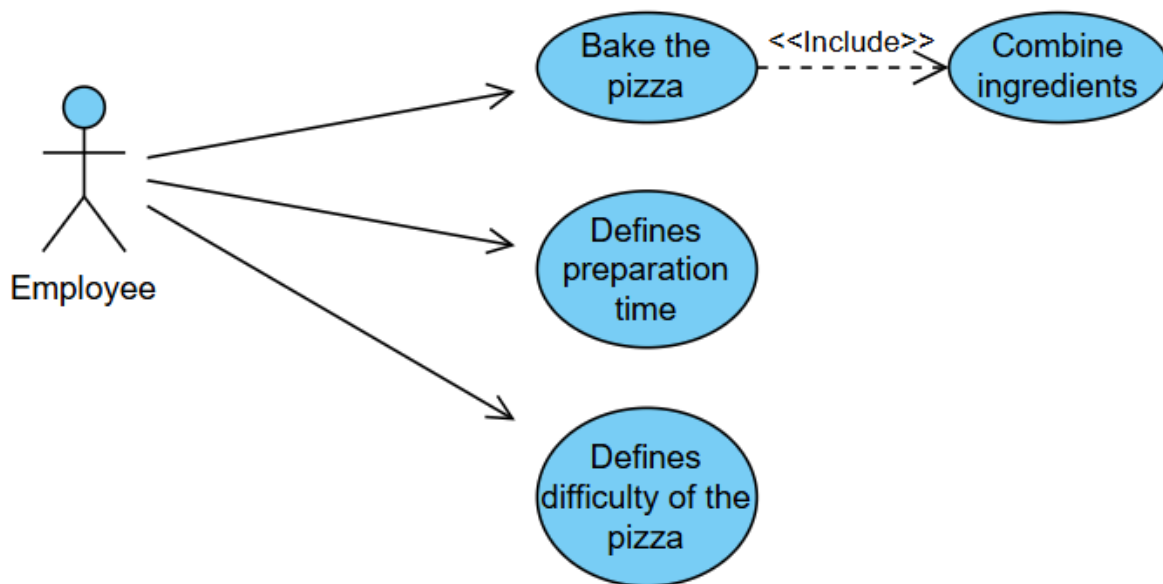 Bake the
pizza
<<Include>>
Combine
ingredients
Employee
Defines
preparation
time
Defines
difficulty of the
pizza